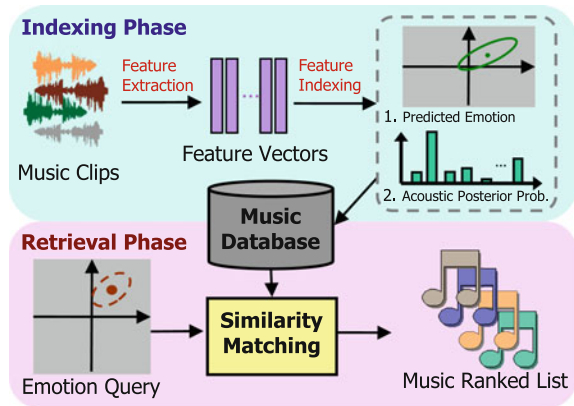 Indexing Phase
Feature
Extraction
Feature
Indexing
Music Clips
Feature Vectors
...
1. Predicted Emotion
...
2. Acoustic Posterior Prob.
Music
Database
Retrieval Phase
Emotion Query
Similarity
Matching
Music Ranked List